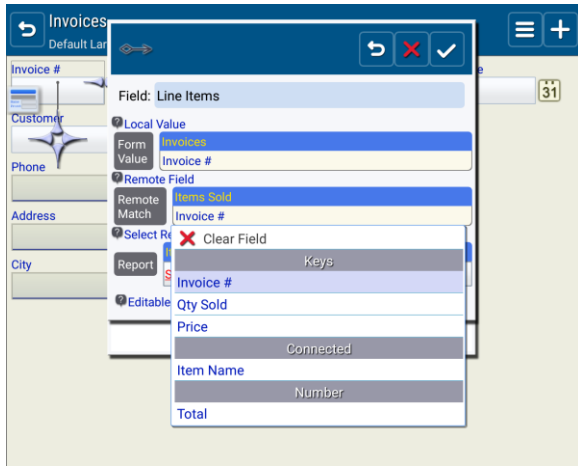 Invoices
Default Lar
Invoice #
e
31
Customer
Phone
Address
City
Field: Line Items
Local Value
Form Value
Invoices
Invoice #
Remote Field
Remote Match
Items Sold
Invoice #
Select Re
Report
Clear Field
Keys
Invoice #
Qty Sold
Price
Connected
Item Name
Number
Total
Editable